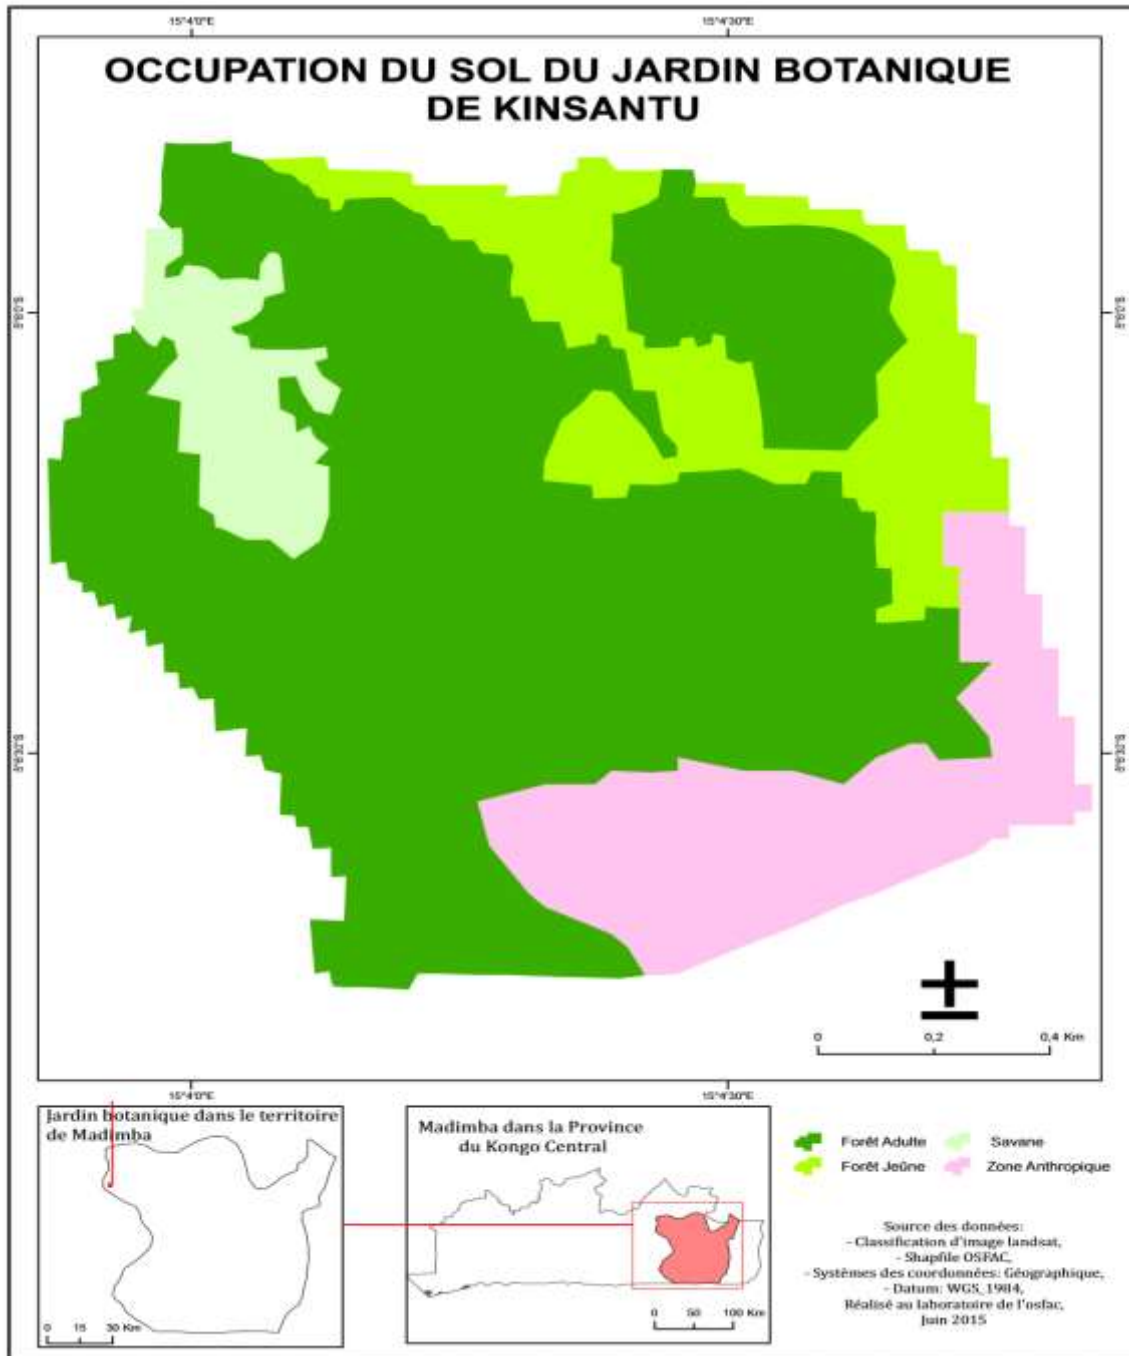 15°4'0"E
15°4'30"E
OCCUPATION DU SOL DU JARDIN BOTANIQUE
DE KINSANTU
0
0,2
0,4 Km
15°4'0"E
15°4'30"E
Jardin botanique dans le territoire
de Madimba
0
15
30 Km
Madimba dans la Province
du Kongo Central
0
50
100 Km
Forêt Adulte
Savane
Forêt Jeûne
Zone Anthropique
Source des données:
- Classification d'image landsat,
- Shapfile OSFAC,
- Systèmes des coordonnées: Géographique,
- Datum: WGS_1984,
Réalisé au laboratoire de l'osfac,
Juin 2015